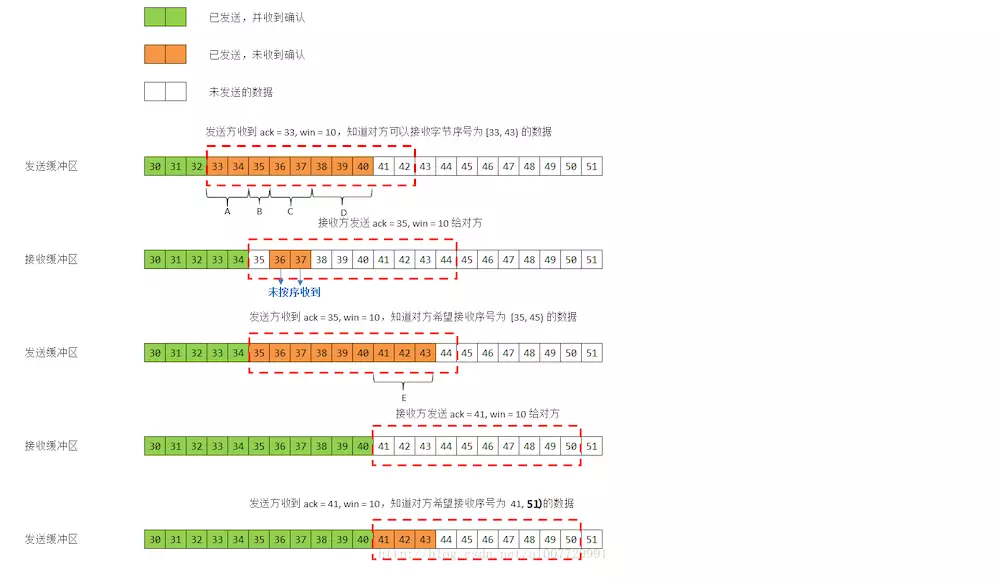 已发送，并收到确认
已发送，未收到确认
未发送的数据
发送方收到 ack = 33, win = 10，知道对方可以接收字节序号为 [33, 43) 的数据
发送缓冲区 30 31 32 33 34 35 36 37 38 39 40 41 42 43 44 45 46 47 48 49 50 51
A B C D
接收方发送 ack = 35, win = 10 给对方
接收缓冲区 30 31 32 33 34 35 36 37 38 39 40 41 42 43 44 45 46 47 48 49 50 51
未按序收到
发送方收到 ack = 35, win = 10，知道对方希望接收序号为 [35, 45) 的数据
发送缓冲区 30 31 32 33 34 35 36 37 38 39 40 41 42 43 44 45 46 47 48 49 50 51
E
接收方发送 ack = 41, win = 10 给对方
接收缓冲区 30 31 32 33 34 35 36 37 38 39 40 41 42 43 44 45 46 47 48 49 50 51
发送方收到 ack = 41, win = 10，知道对方希望接收序号为 41, 51)的数据
发送缓冲区 30 31 32 33 34 35 36 37 38 39 40 41 42 43 44 45 46 47 48 49 50 51